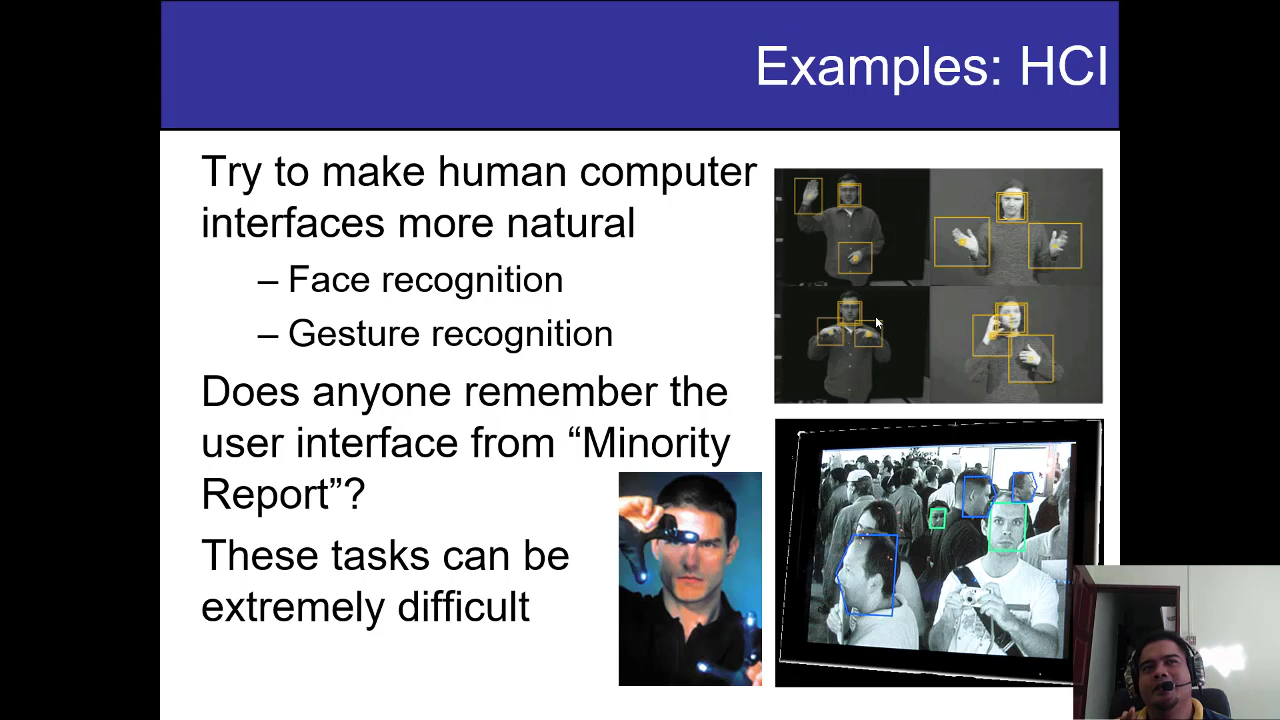 Examples: HCI
Try to make human computer
interfaces more natural
– Face recognition
– Gesture recognition
Does anyone remember the
user interface from “Minority
Report”?
These tasks can be
extremely difficult